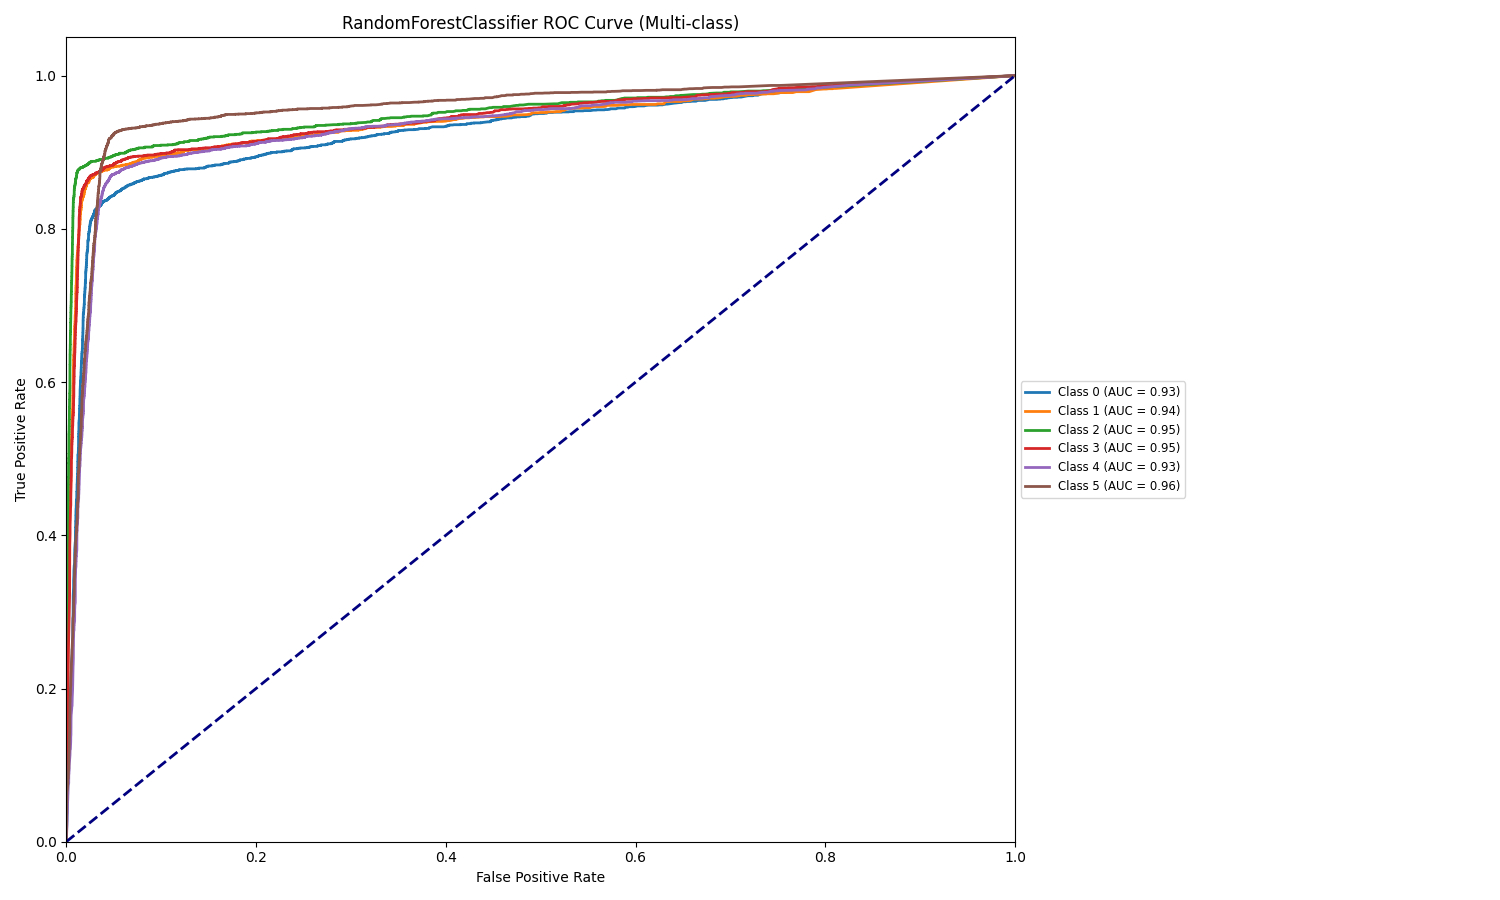 RandomForestClassifier ROC Curve (Multi-class)
1.0
0.8
0.6
0.4
0.2
0.0
True Positive Rate
0.0 0.2 0.4 0.6 0.8 1.0
False Positive Rate
Class 0 (AUC = 0.93)
Class 1 (AUC = 0.94)
Class 2 (AUC = 0.95)
Class 3 (AUC = 0.95)
Class 4 (AUC = 0.93)
Class 5 (AUC = 0.96)